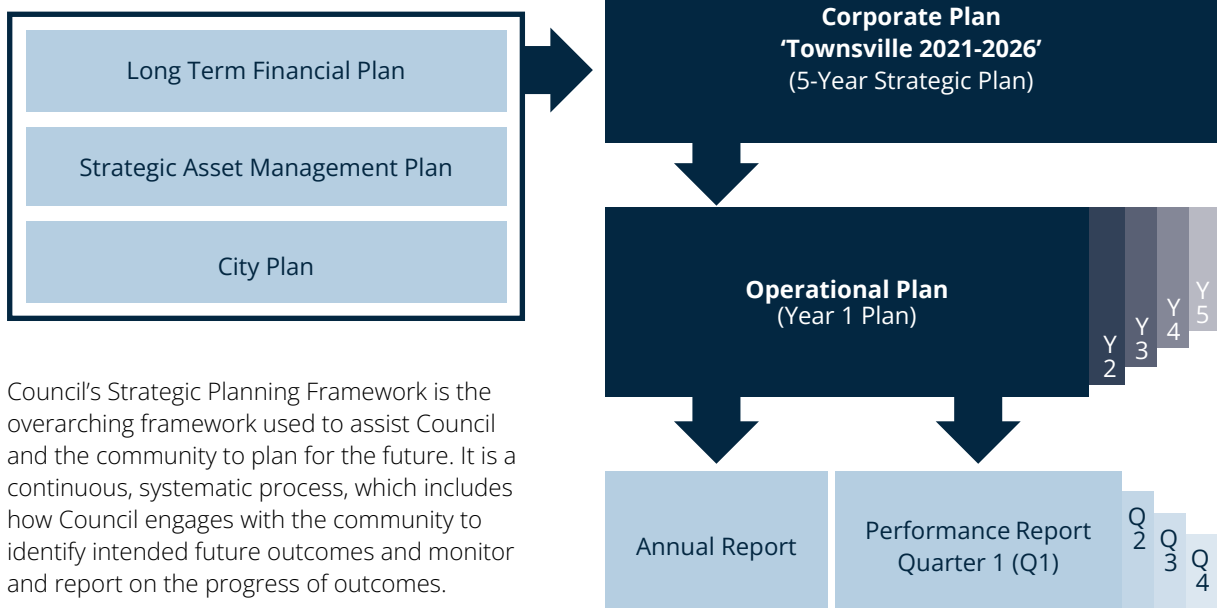 Long Term Financial Plan
Strategic Asset Management Plan
City Plan
Council’s Strategic Planning Framework is the
overarching framework used to assist Council
and the community to plan for the future. It is a
continuous, systematic process, which includes
how Council engages with the community to
identify intended future outcomes and monitor
and report on the progress of outcomes.
Corporate Plan
‘Townsville 2021-2026’
(5-Year Strategic Plan)
Operational Plan
(Year 1 Plan)
Y
2
Y
3
Y
4
Y
5
Annual Report
Performance Report
Quarter 1 (Q1)
Q
2
Q
3
Q
4